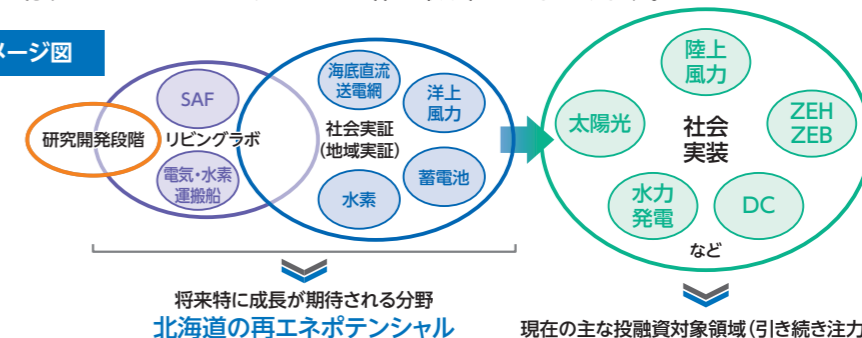 メージ図
研究開発段階
SAF
リビングラボ
電気・水素
運搬船
海底直流
送電網
洋上
風力
社会実証
(地域実証)
水素
蓄電池
陸上
風力
太陽光
社会
実装
ZEH
ZEB
水力
発電
DC
など
将来特に成長が期待される分野
北海道の再エネポテンシャル
現在の主な投融資対象領域(引き続き注力